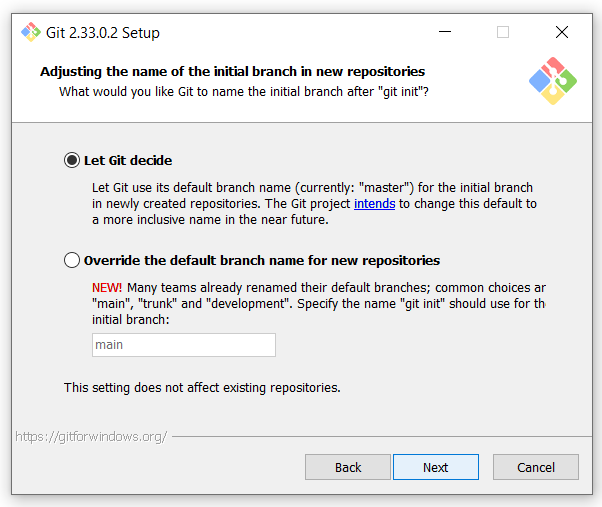 Git 2.33.0.2 Setup
Adjusting the name of the initial branch in new repositories
What would you like Git to name the initial branch after "git init"?
Let Git decide
Let Git use its default branch name (currently: "master") for the initial branch
in newly created repositories. The Git project intends to change this default to
a more inclusive name in the near future.
Override the default branch name for new repositories
NEW! Many teams already renamed their default branches; common choices ar
"main", "trunk" and "development". Specify the name "git init" should use for the
initial branch:
main
This setting does not affect existing repositories.
https://gitforwindows.org/
Back
Next
Cancel